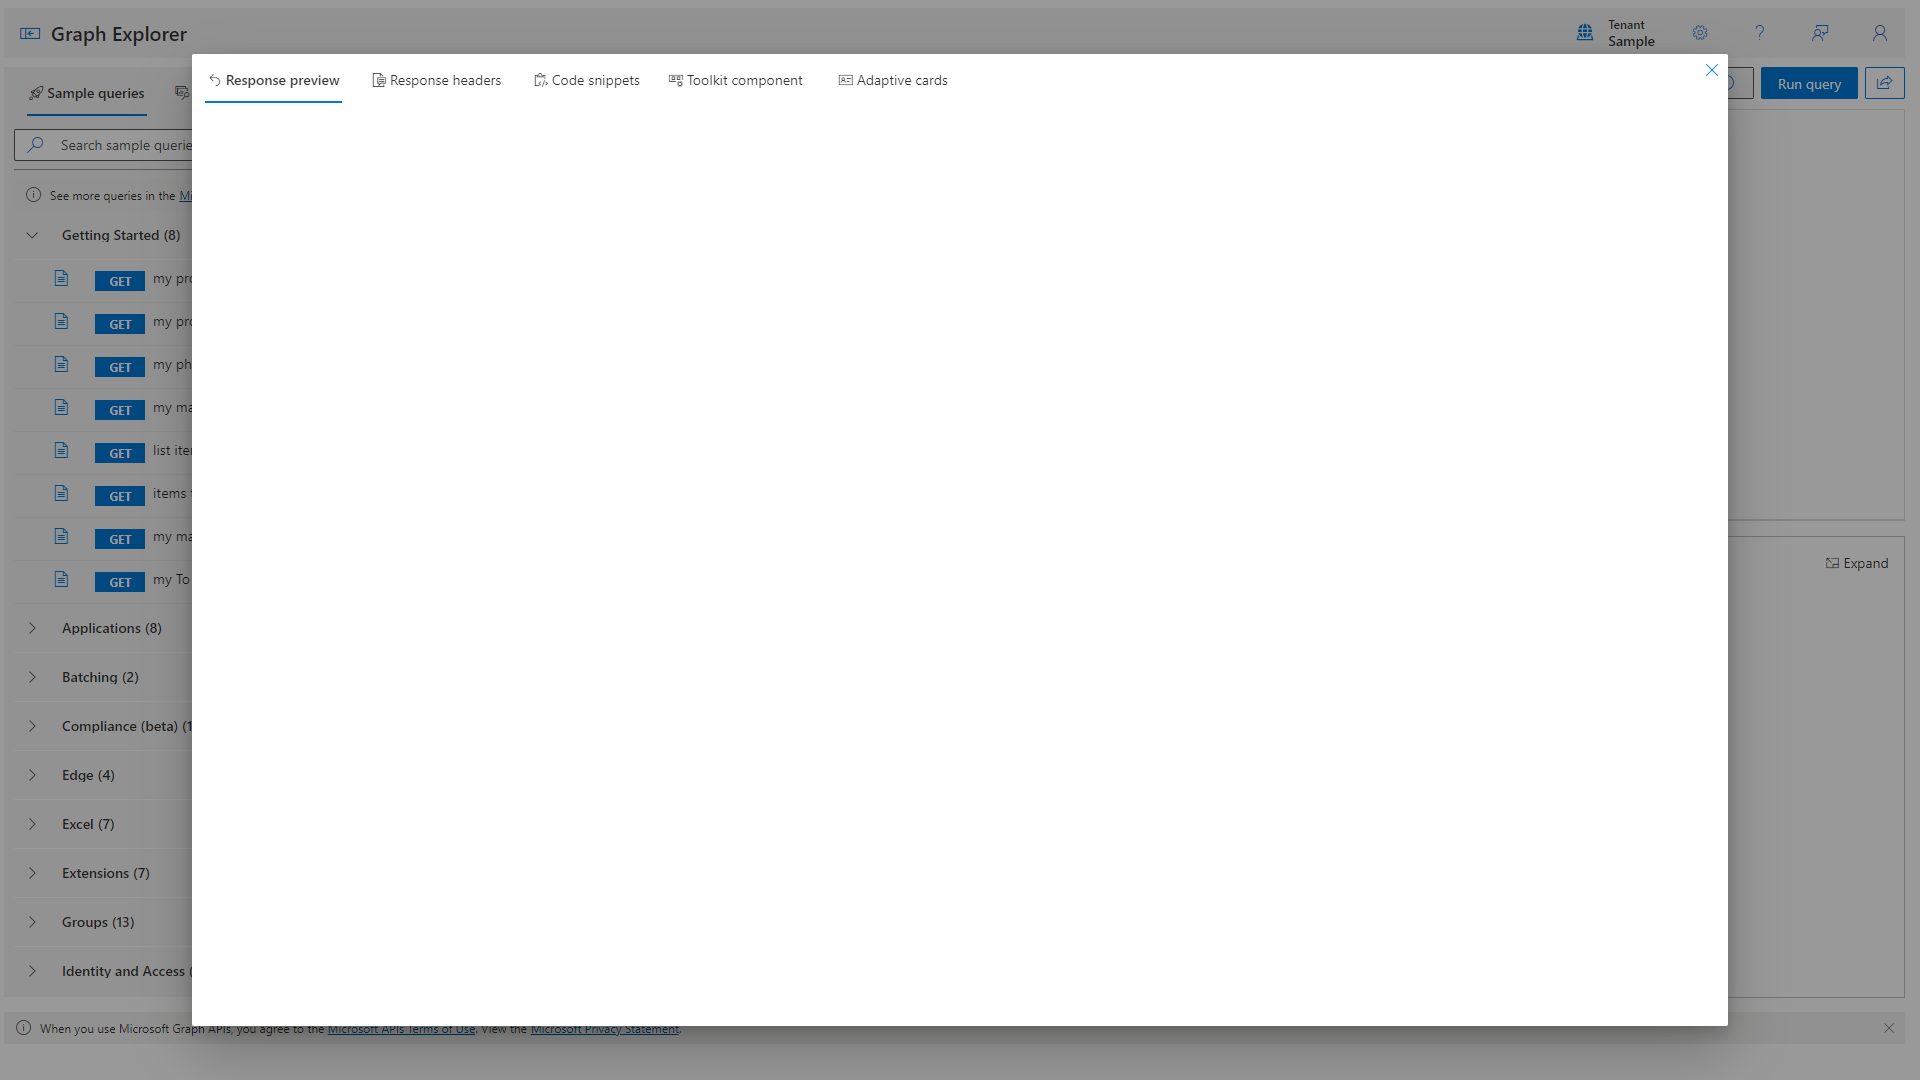 Graph Explorer
Tenant
Sample
Response preview
Response headers
Code snippets
Toolkit component
Adaptive cards
Sample queries
Run query
Search sample querie
See more queries in the Mi
Getting Started (8)
GET my pro
GET my pro
GET my ph
GET my ma
GET list iter
GET items
GET my ma
GET my To
Expand
Applications (8)
Batching (2)
Compliance (beta) (1
Edge (4)
Excel (7)
Extensions (7)
Groups (13)
Identity and Access (
When you use Microsoft Graph APIs, you agree to the Microsoft APIs Terms of Use. View the Microsoft Privacy Statement.